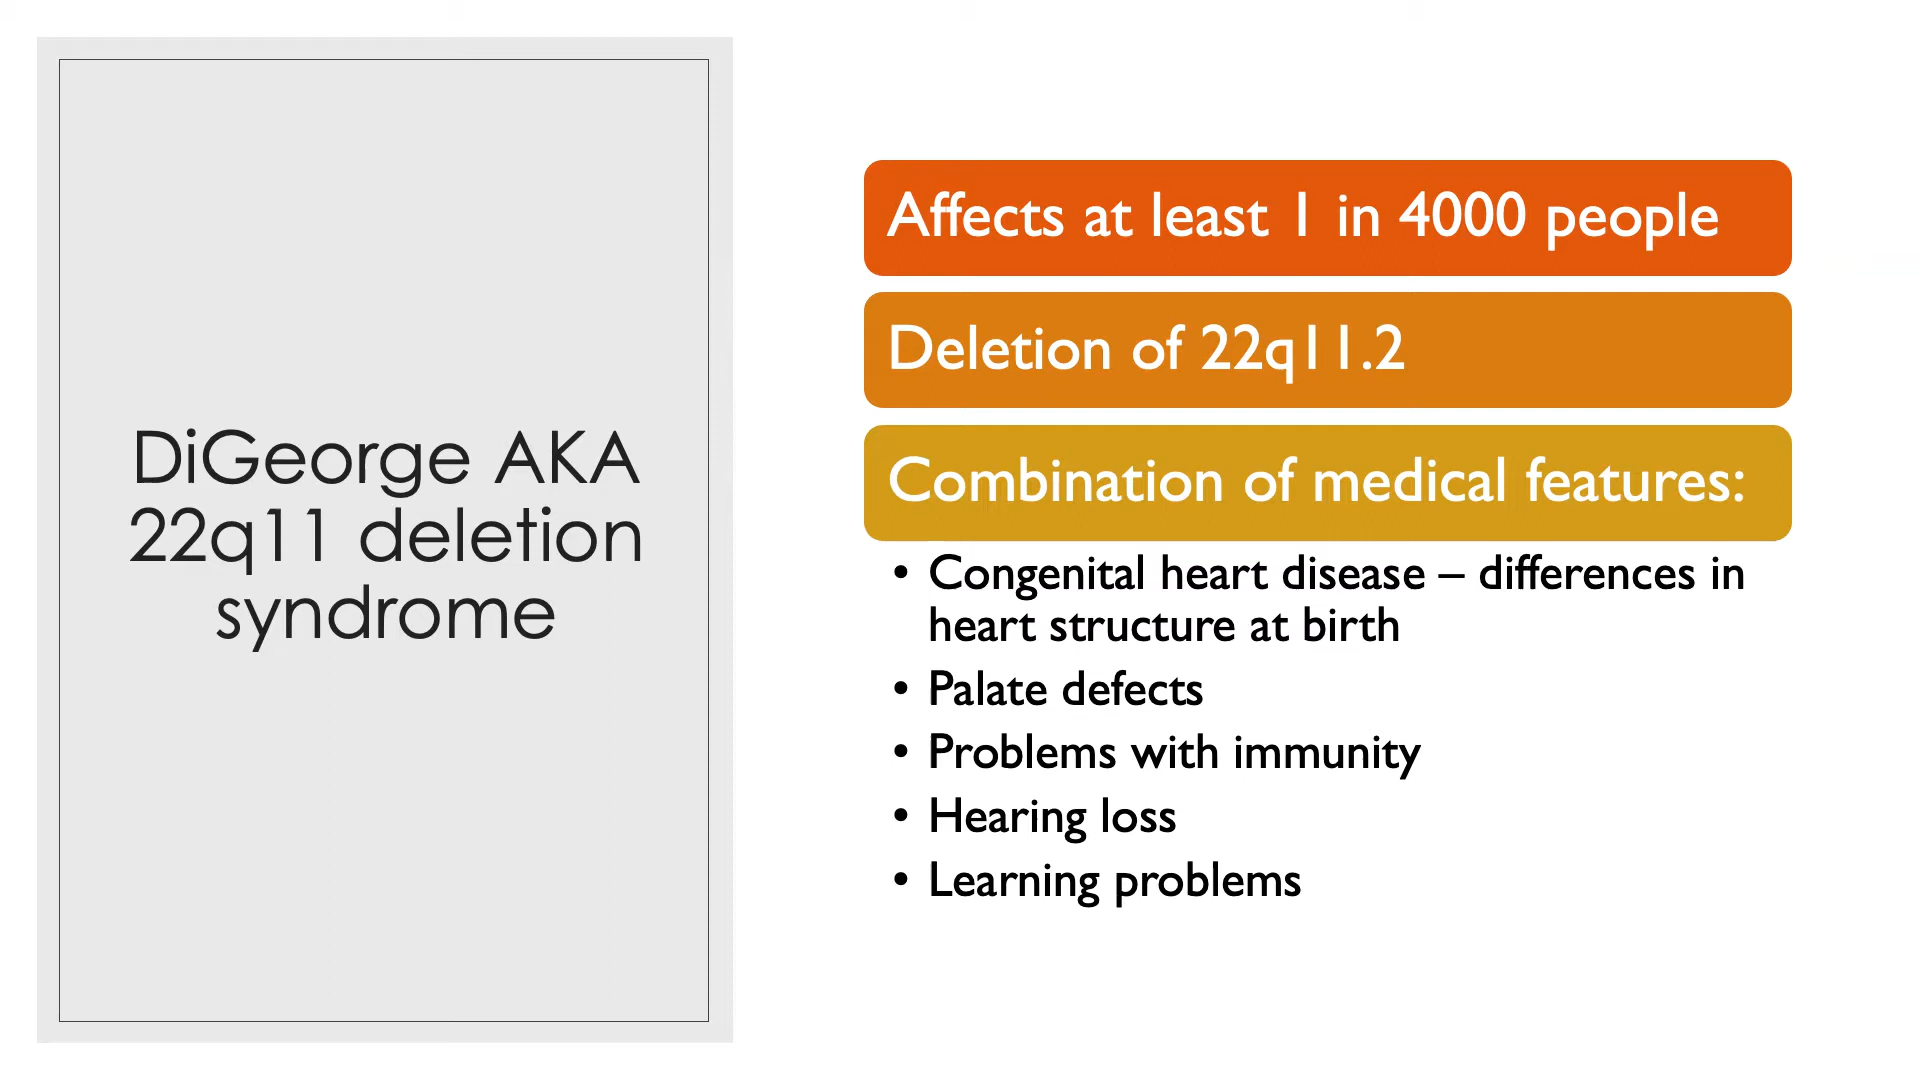 DiGeorge AKA
22q11 deletion
syndrome
Affects at least 1 in 4000 people
Deletion of 22q11.2
Combination of medical features:
• Congenital heart disease – differences in
heart structure at birth
• Palate defects
• Problems with immunity
• Hearing loss
• Learning problems